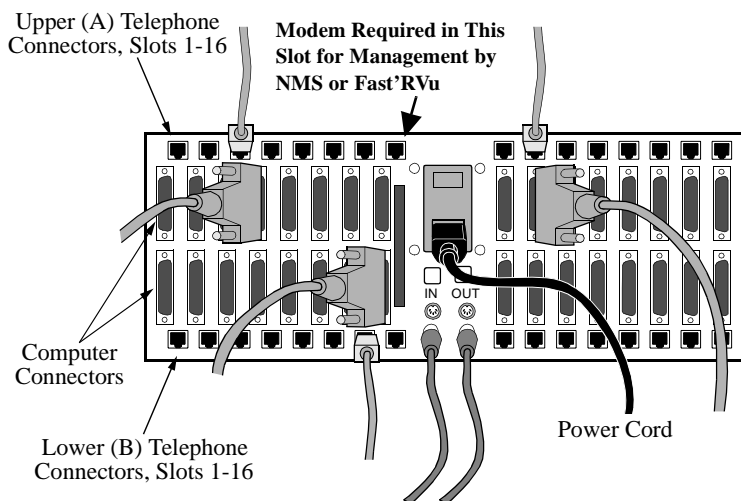 Upper (A) Telephone
Connectors, Slots 1-16
Modem Required in This
Slot for Management by
NMS or Fast'RVu
IN OUT
Computer
Connectors
Power Cord
Lower (B) Telephone
Connectors, Slots 1-16